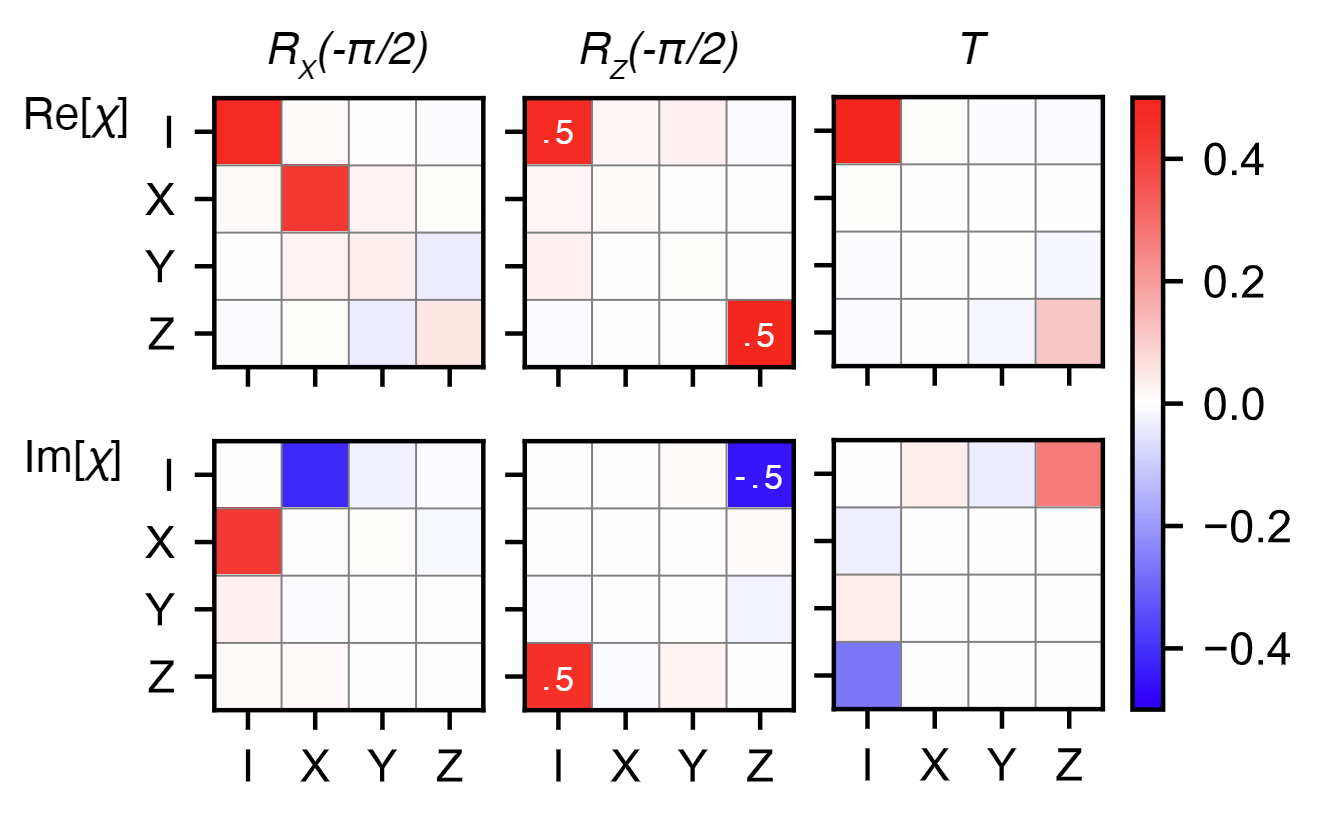 Rₓ(-π/2) R_Z(-π/2) T
Re[χ]
I .5 0.4
X
Y 0.2
Z .5
0.0
Im[χ]
I -.5
X −0.2
Y
Z .5 −0.4
I X Y Z I X Y Z I X Y Z